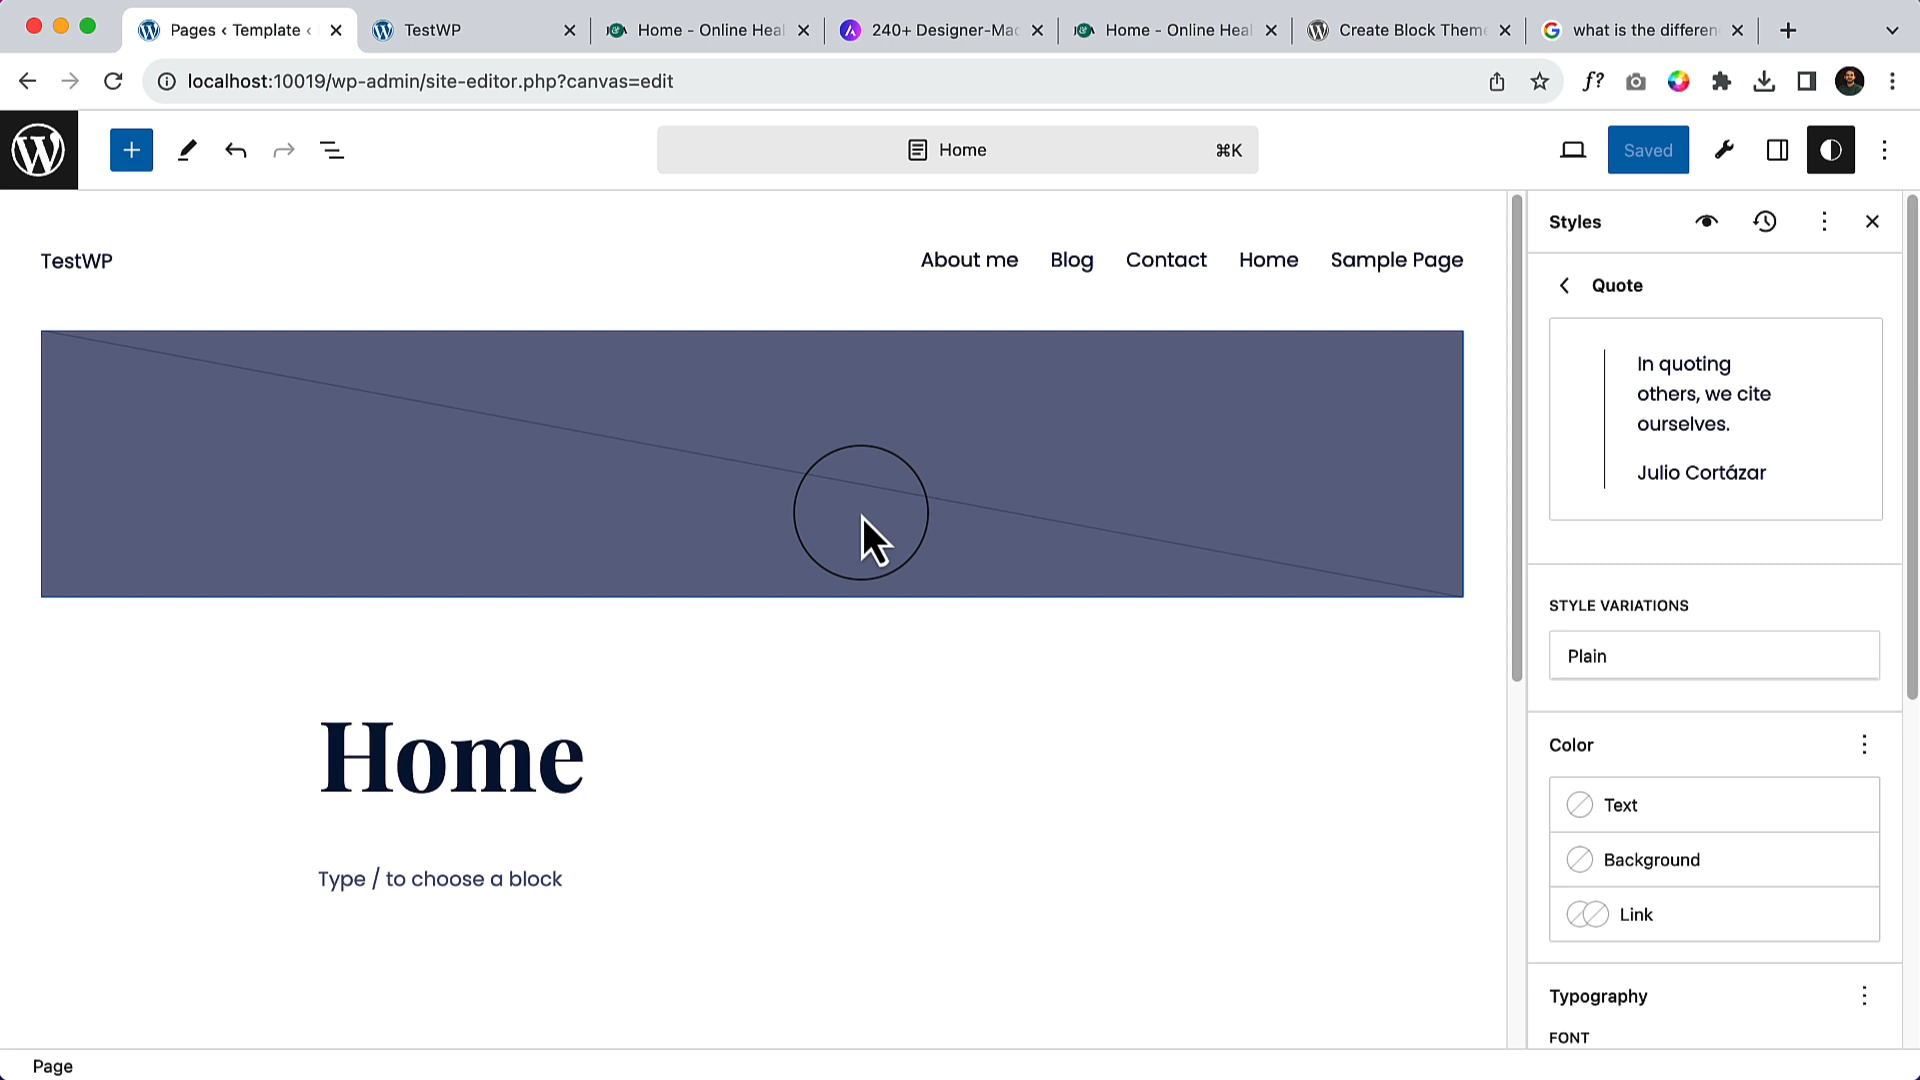 Pages ‹ Template ‹
TestWP
Home - Online Heal
240+ Designer-Mac
Home - Online Heal
Create Block Theme
what is the differen
localhost:10019/wp-admin/site-editor.php?canvas=edit
f?
Home
⌘K
Saved
TestWP
About me
Blog
Contact
Home
Sample Page
Home
Type / to choose a block
Styles
Quote
In quoting
others, we cite
ourselves.
Julio Cortázar
STYLE VARIATIONS
Plain
Color
Text
Background
Link
Typography
FONT
Page